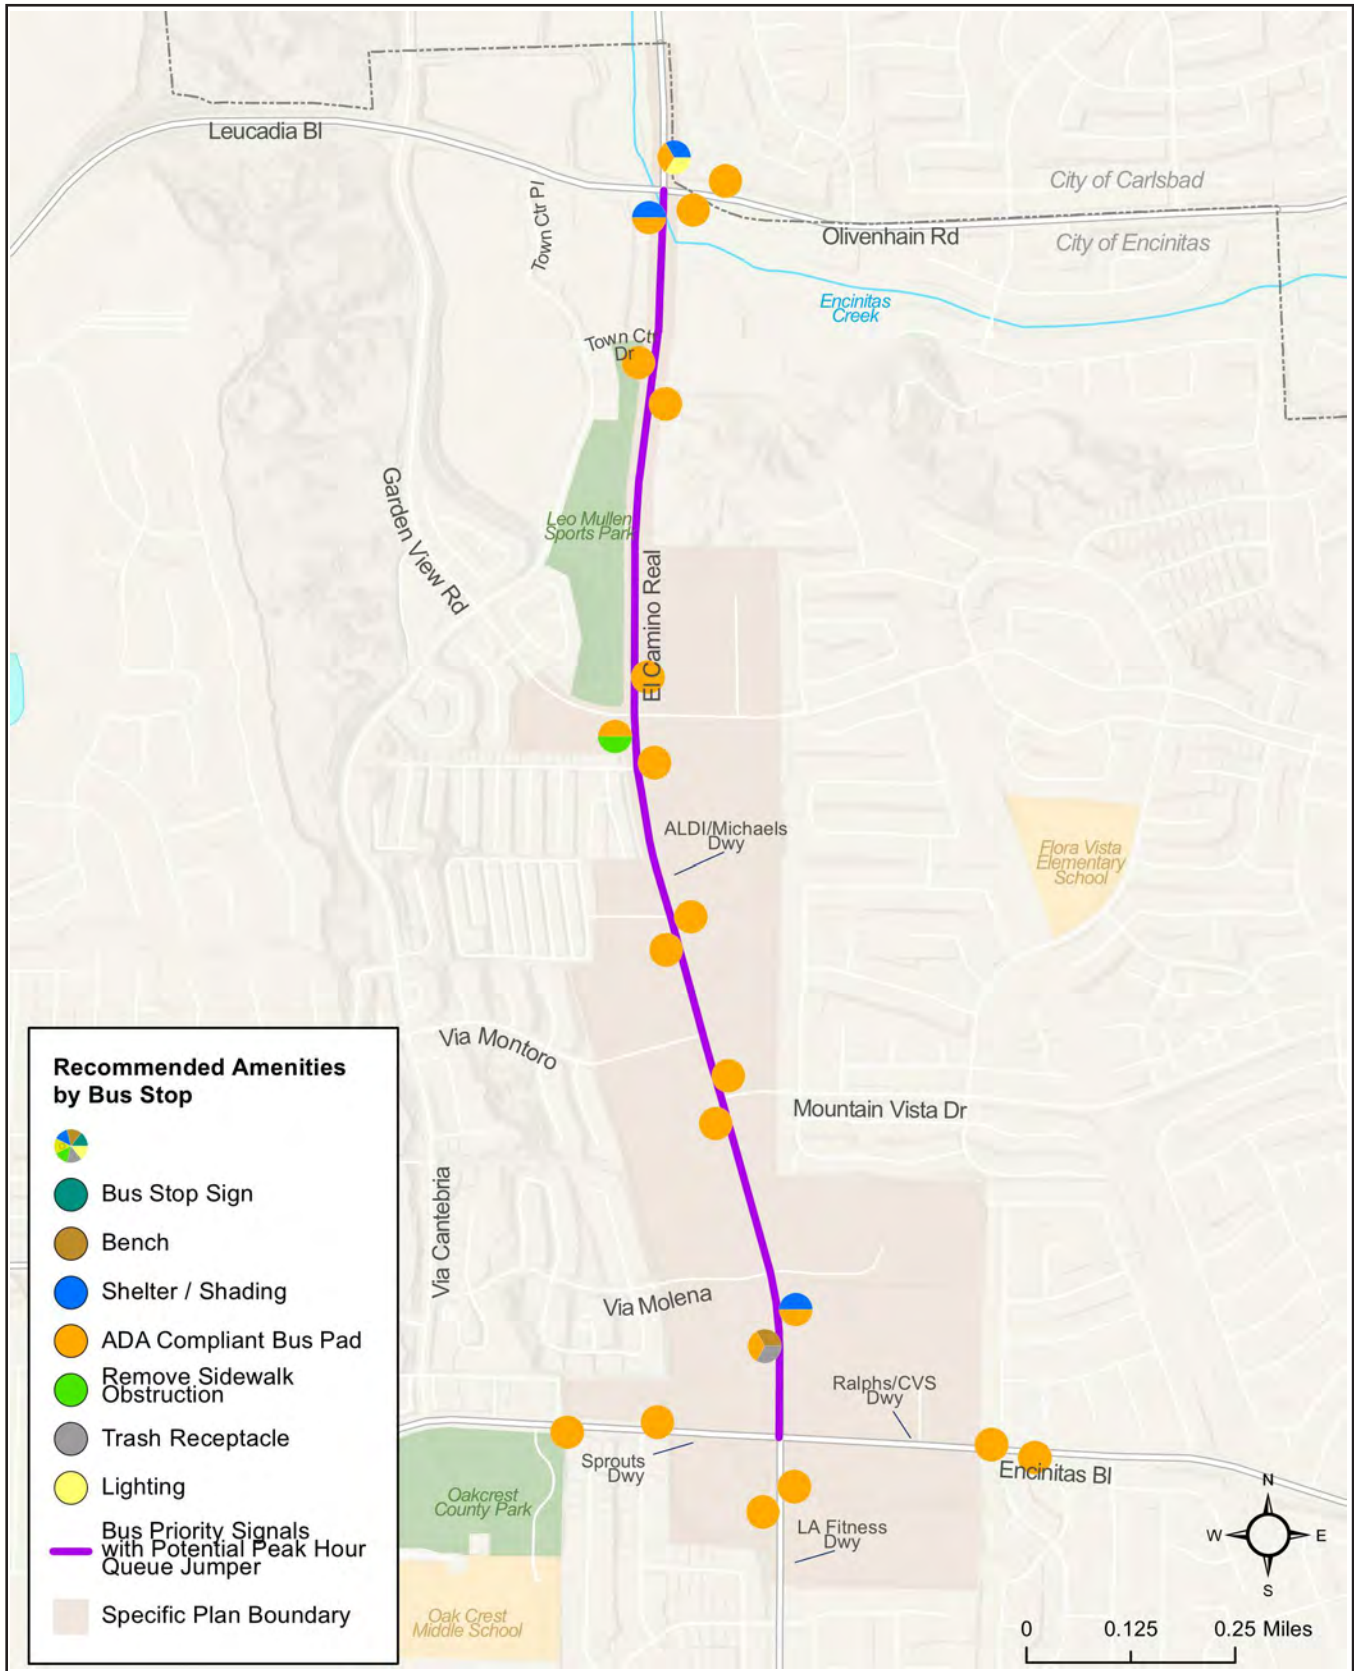 Leucadia Bl
Town Ctr Pl
City of Carlsbad
Olivenhain Rd
City of Encinitas
Encinitas
Creek
Town Ctr
Dr
Garden View Rd
Leo Mullen
Sports Park
El Camino Real
ALDI/Michaels
Dwy
Flora Vista
Elementary
School
Via Montoro
Mountain Vista Dr
Via Cantebria
Via Molena
Ralphs/CVS
Dwy
Sprouts
Dwy
Encinitas Bl
Oakcrest
County Park
LA Fitness
Dwy
Oak Crest
Middle School
Recommended Amenities
by Bus Stop
Bus Stop Sign
Bench
Shelter / Shading
ADA Compliant Bus Pad
Remove Sidewalk
Obstruction
Trash Receptacle
Lighting
Bus Priority Signals
with Potential Peak Hour
Queue Jumper
Specific Plan Boundary
N
W E
S
0 0.125 0.25 Miles